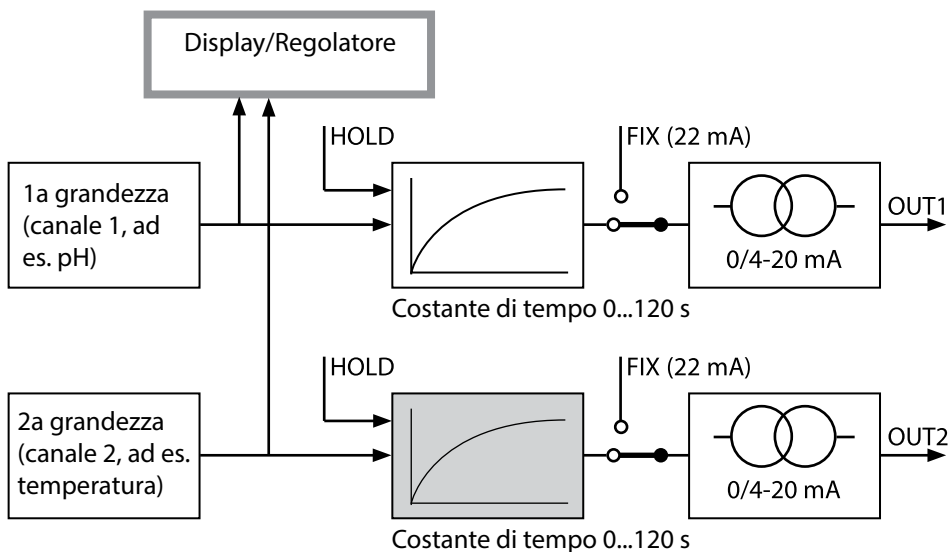 Display/Regolatore
HOLD
FIX (22 mA)
1a grandezza
(canale 1, ad
es. pH)
0/4-20 mA
OUT1
Costante di tempo 0...120 s
HOLD
FIX (22 mA)
2a grandezza
(canale 2, ad es.
temperatura)
0/4-20 mA
OUT2
Costante di tempo 0...120 s